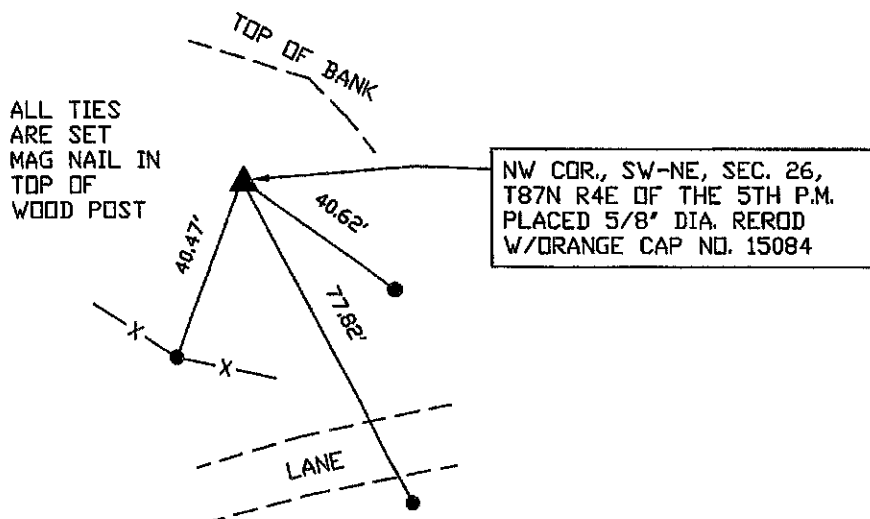 TOP OF BANK
ALL TIES
ARE SET
MAG NAIL IN
TOP OF
WOOD POST
NW COR., SW-NE, SEC. 26,
T87N R4E OF THE 5TH P.M.
PLACED 5/8" DIA. REROD
W/ORANGE CAP NO. 15084
40.47'
40.62'
77.82'
X
X
LANE